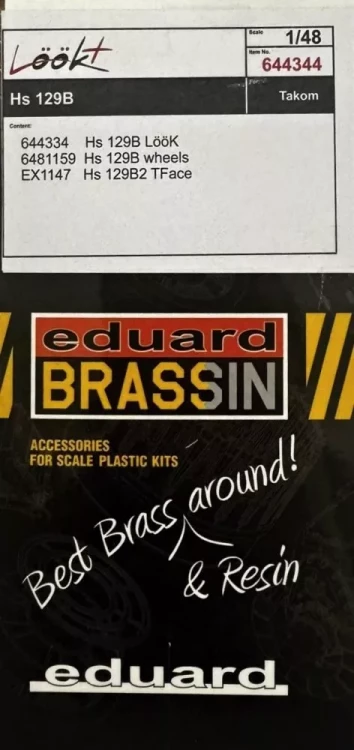 Löök+
Scale
1/48
Item No.
644344
Hs 129B
Takom
Content:
644334 Hs 129B LööK
6481159 Hs 129B wheels
EX1147 Hs 129B2 TFace
eduard
BRASSIN
ACCESSORIES
FOR SCALE PLASTIC KITS
Best Brass around!
& Resin
eduard